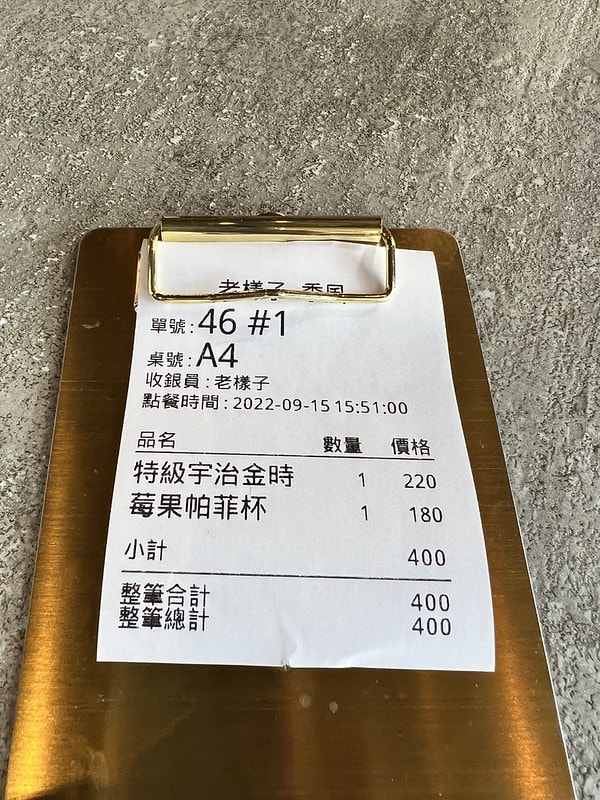 老樣子
單號:46 #1
桌號:A4
收銀員:老樣子
點餐時間:2022-09-15 15:51:00
品名 數量 價格
特級宇治金時 1 220
莓果帕菲杯 1 180
小計 400
整筆合計 400
整筆總計 400